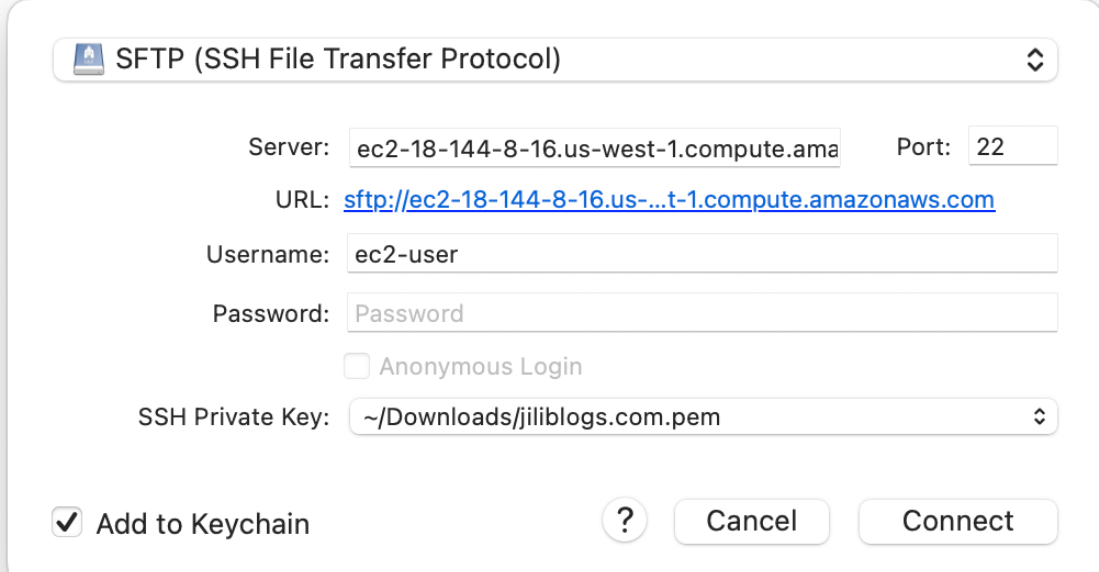 SFTP (SSH File Transfer Protocol)
Server: ec2-18-144-8-16.us-west-1.compute.ama Port: 22
URL: sftp://ec2-18-144-8-16.us-...t-1.compute.amazonaws.com
Username: ec2-user
Password: Password
Anonymous Login
SSH Private Key: ~/Downloads/jiliblogs.com.pem
Add to Keychain ? Cancel Connect